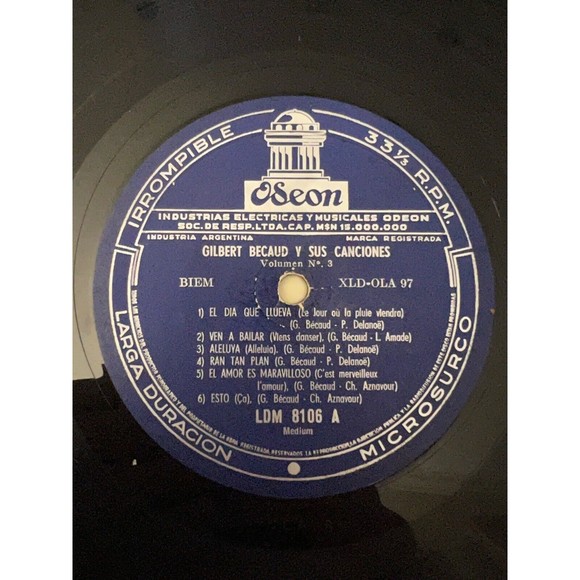 IRROMPIBLE
33 1/3 R.P.M.
Odeon
INDUSTRIAS ELECTRICAS Y MUSICALES ODEON
SOC. DE RESP. LTDA. CAP. M$N 15.000.000
INDUSTRIA ARGENTINA MARCA REGISTRADA
GILBERT BECAUD Y SUS CANCIONES
Volumen Nº. 3
BIEM XLD-OLA 97
1) EL DIA QUE LLUEVA (Le jour où la pluie viendra)
- (G. Bécaud - P. Delanoë)
2) VEN A BAILAR (Viens danser), (G. Bécaud - L. Amade)
3) ALELUYA (Alleluia). (G. Bécaud - P. Delanoë)
4) RAN TAN PLAN (G. Bécaud - P. Delanoë)
5) EL AMOR ES MARAVILLOSO (C'est merveilleux
l'amour), (G. Bécaud - Ch. Aznavour)
6) ESTO (Ça), (G. Bécaud - Ch. Aznavour)
LDM 8106 A
Medium
LARGA DURACION
MICROSURCO